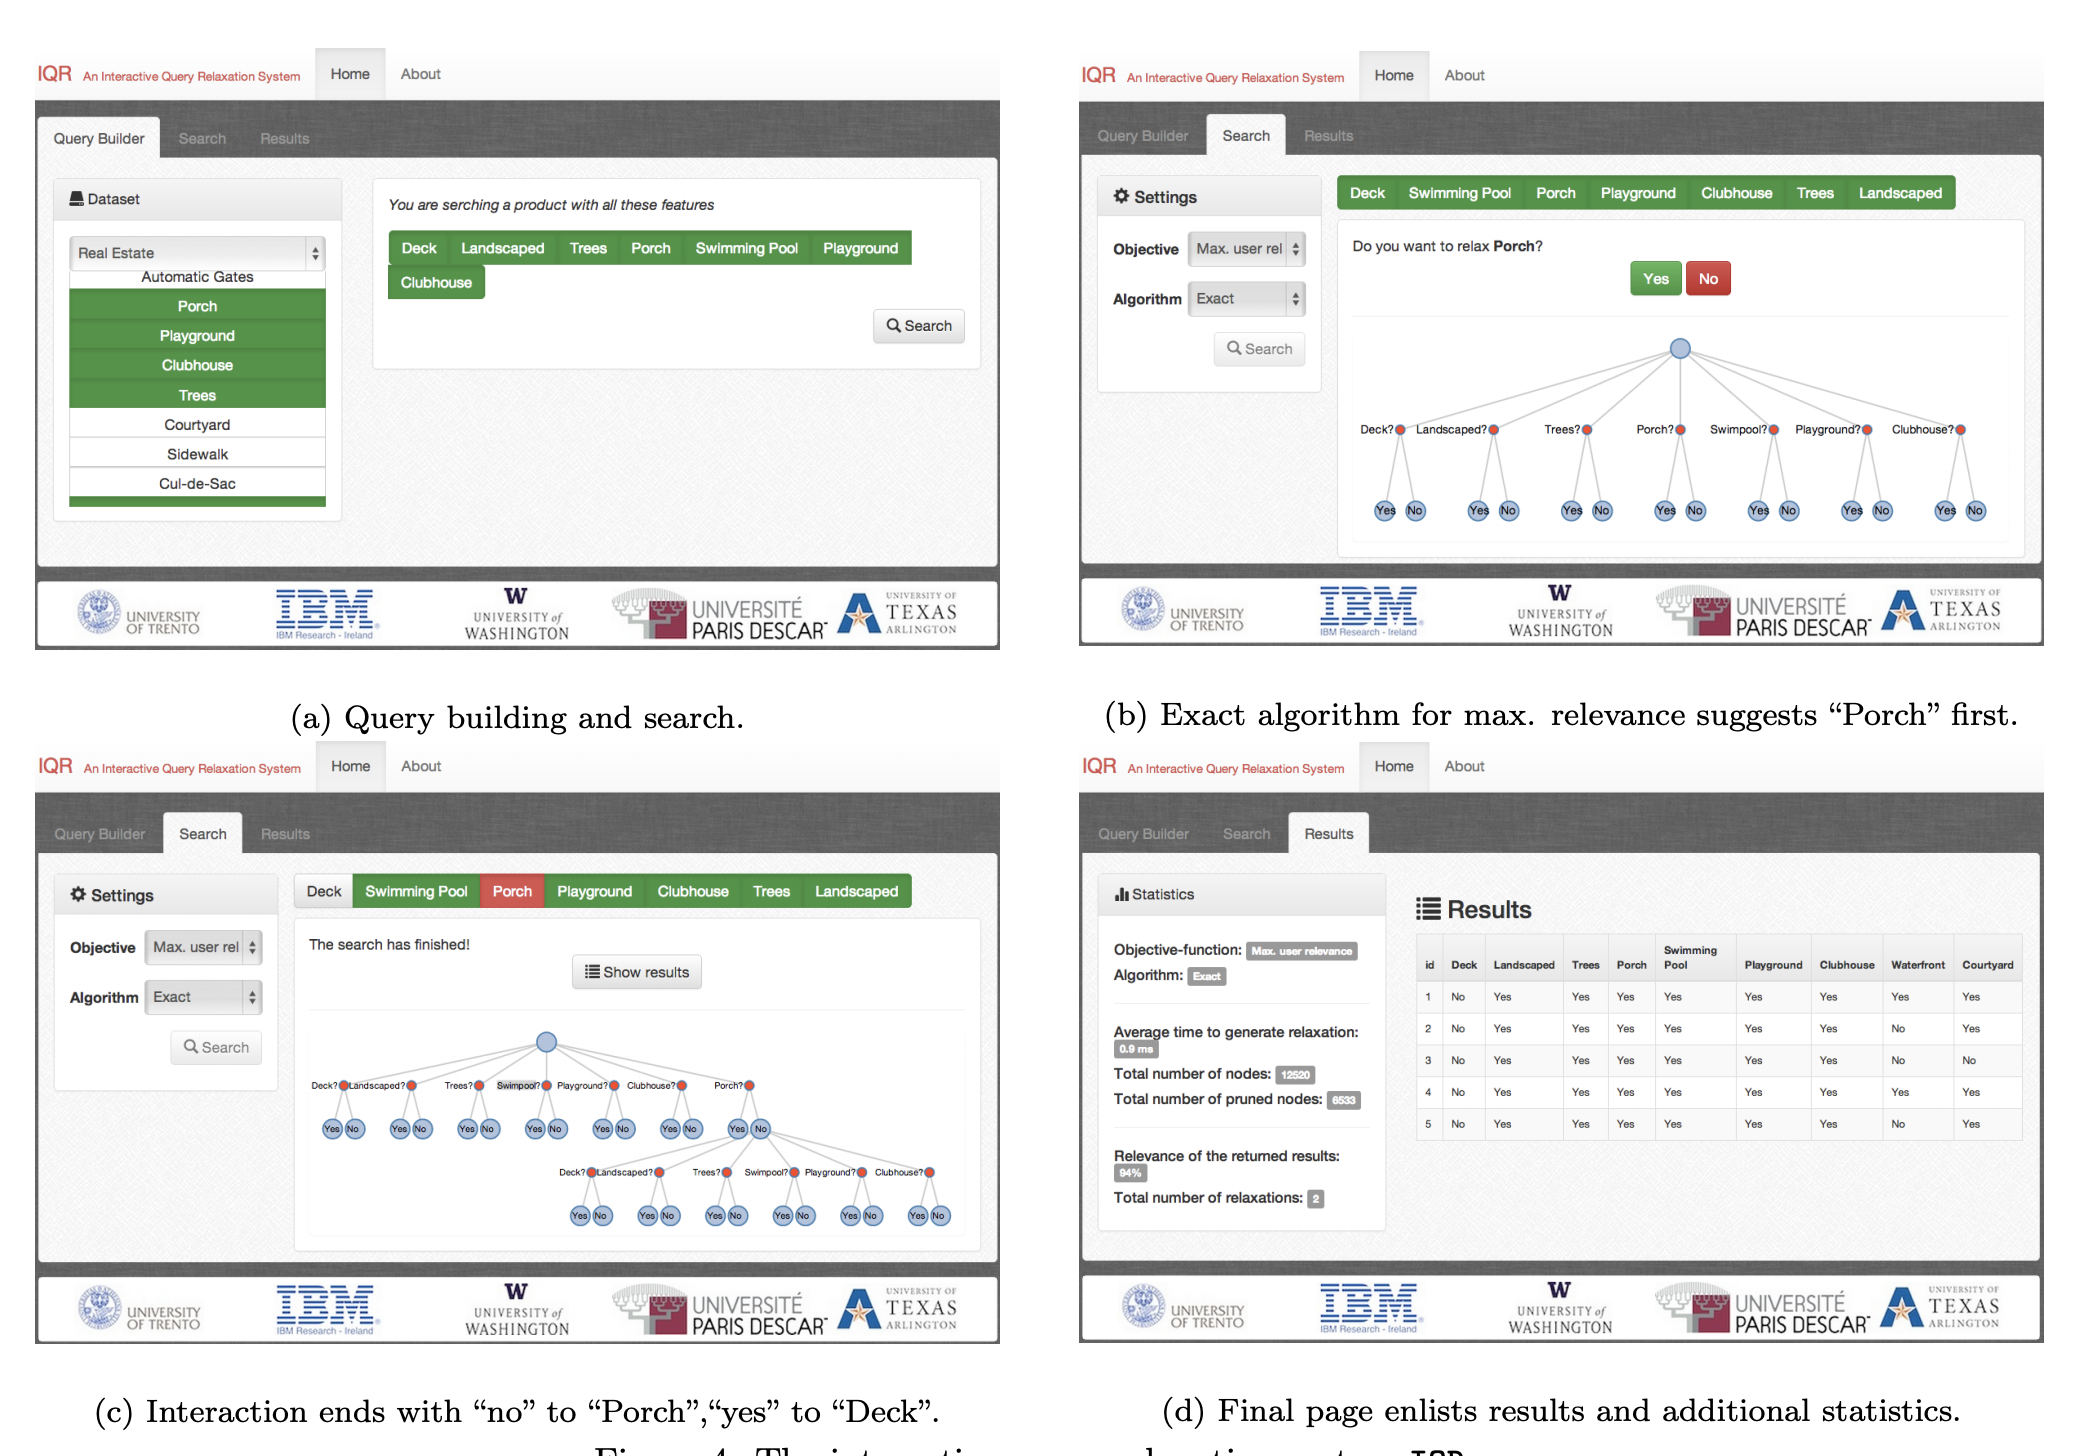 IQR An Interactive Query Relaxation System Home About
Query Builder Search Results
Dataset
Real Estate
Automatic Gates
Porch
Playground
Clubhouse
Trees
Courtyard
Sidewalk
Cul-de-Sac
You are serching a product with all these features
Deck Landscaped Trees Porch Swimming Pool Playground
Clubhouse
Search
UNIVERSITY OF TRENTO
IBM
IBM Research - Ireland
W
UNIVERSITY of
WASHINGTON
UNIVERSITÉ
PARIS DESCAR
UNIVERSITY OF
TEXAS
ARLINGTON
(a) Query building and search.
IQR An Interactive Query Relaxation System Home About
Query Builder Search Results
Settings
Objective Max. user rel
Algorithm Exact
Search
Deck Swimming Pool Porch Playground Clubhouse Trees Landscaped
Do you want to relax Porch?
Yes No
Deck? Landscaped? Trees? Porch? Swimpool? Playground? Clubhouse?
Yes No Yes No Yes No Yes No Yes No Yes No Yes No
UNIVERSITY OF TRENTO
IBM
IBM Research - Ireland
W
UNIVERSITY of
WASHINGTON
UNIVERSITÉ
PARIS DESCAR
UNIVERSITY OF
TEXAS
ARLINGTON
(b) Exact algorithm for max. relevance suggests “Porch” first.
IQR An Interactive Query Relaxation System Home About
Query Builder Search Results
Settings
Objective Max. user rel
Algorithm Exact
Search
Deck Swimming Pool Porch Playground Clubhouse Trees Landscaped
The search has finished!
Show results
Deck? Landscaped? Trees? Swimpool? Playground? Clubhouse? Porch?
Yes No Yes No Yes No Yes No Yes No Yes No Yes No
Deck? Landscaped? Trees? Swimpool? Playground? Clubhouse?
Yes No Yes No Yes No Yes No Yes No Yes No
UNIVERSITY OF TRENTO
IBM
IBM Research - Ireland
W
UNIVERSITY of
WASHINGTON
UNIVERSITÉ
PARIS DESCAR
UNIVERSITY OF
TEXAS
ARLINGTON
(c) Interaction ends with “no” to “Porch”,“yes” to “Deck”.
IQR An Interactive Query Relaxation System Home About
Query Builder Search Results
Statistics
Objective-function: Max. user relevance
Algorithm: Exact
Average time to generate relaxation:
0.9 ms
Total number of nodes: 12520
Total number of pruned nodes: 6533
Relevance of the returned results:
94%
Total number of relaxations: 2
Results
id Deck Landscaped Trees Porch Swimming Pool Playground Clubhouse Waterfront Courtyard
1 No Yes Yes Yes Yes Yes Yes Yes Yes
2 No Yes Yes Yes Yes Yes Yes No Yes
3 No Yes Yes Yes Yes Yes Yes No No
4 No Yes Yes Yes Yes Yes Yes Yes Yes
5 No Yes Yes Yes Yes Yes Yes No Yes
UNIVERSITY OF TRENTO
IBM
IBM Research - Ireland
W
UNIVERSITY of
WASHINGTON
UNIVERSITÉ
PARIS DESCAR
UNIVERSITY OF
TEXAS
ARLINGTON
(d) Final page enlists results and additional statistics.